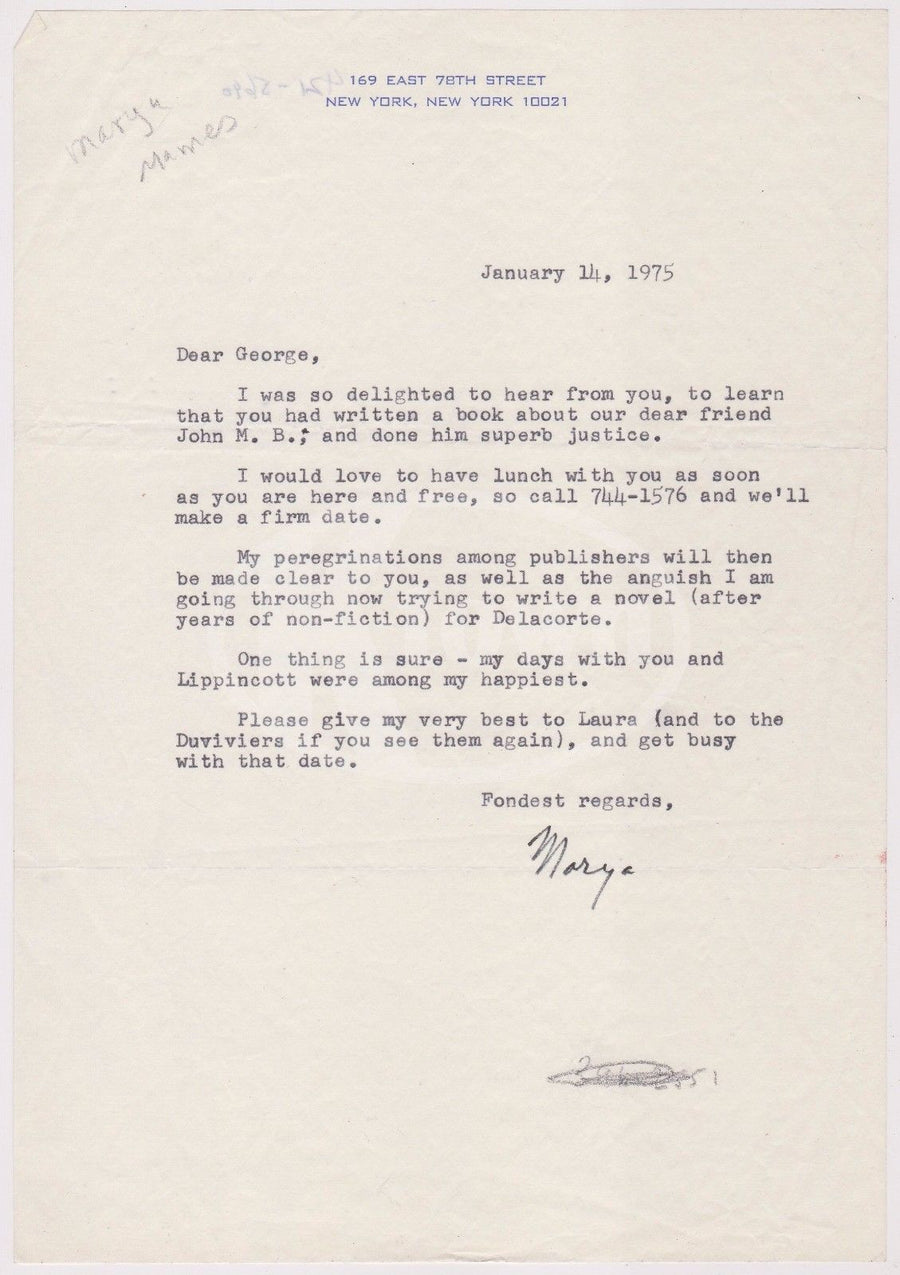 169 EAST 78TH STREET
NEW YORK, NEW YORK 10021
Marya
Mannes
January 14, 1975
Dear George,
I was so delighted to hear from you, to learn
that you had written a book about our dear friend
John M. B.; and done him superb justice.
I would love to have lunch with you as soon
as you are here and free, so call 744-1576 and we'll
make a firm date.
My peregrinations among publishers will then
be made clear to you, as well as the anguish I am
going through now trying to write a novel (after
years of non-fiction) for Delacorte.
One thing is sure - my days with you and
Lippincott were among my happiest.
Please give my very best to Laura (and to the
Duviviers if you see them again), and get busy
with that date.
Fondest regards,
Marya